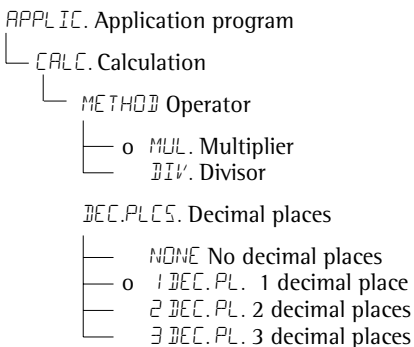 APPLIC. Application program
CALC. Calculation
METHOD Operator
o MUL. Multiplier
DIV. Divisor
DEC.PLCS. Decimal places
NONE No decimal places
o 1 DEC.PL. 1 decimal place
2 DEC.PL. 2 decimal places
3 DEC.PL. 3 decimal places